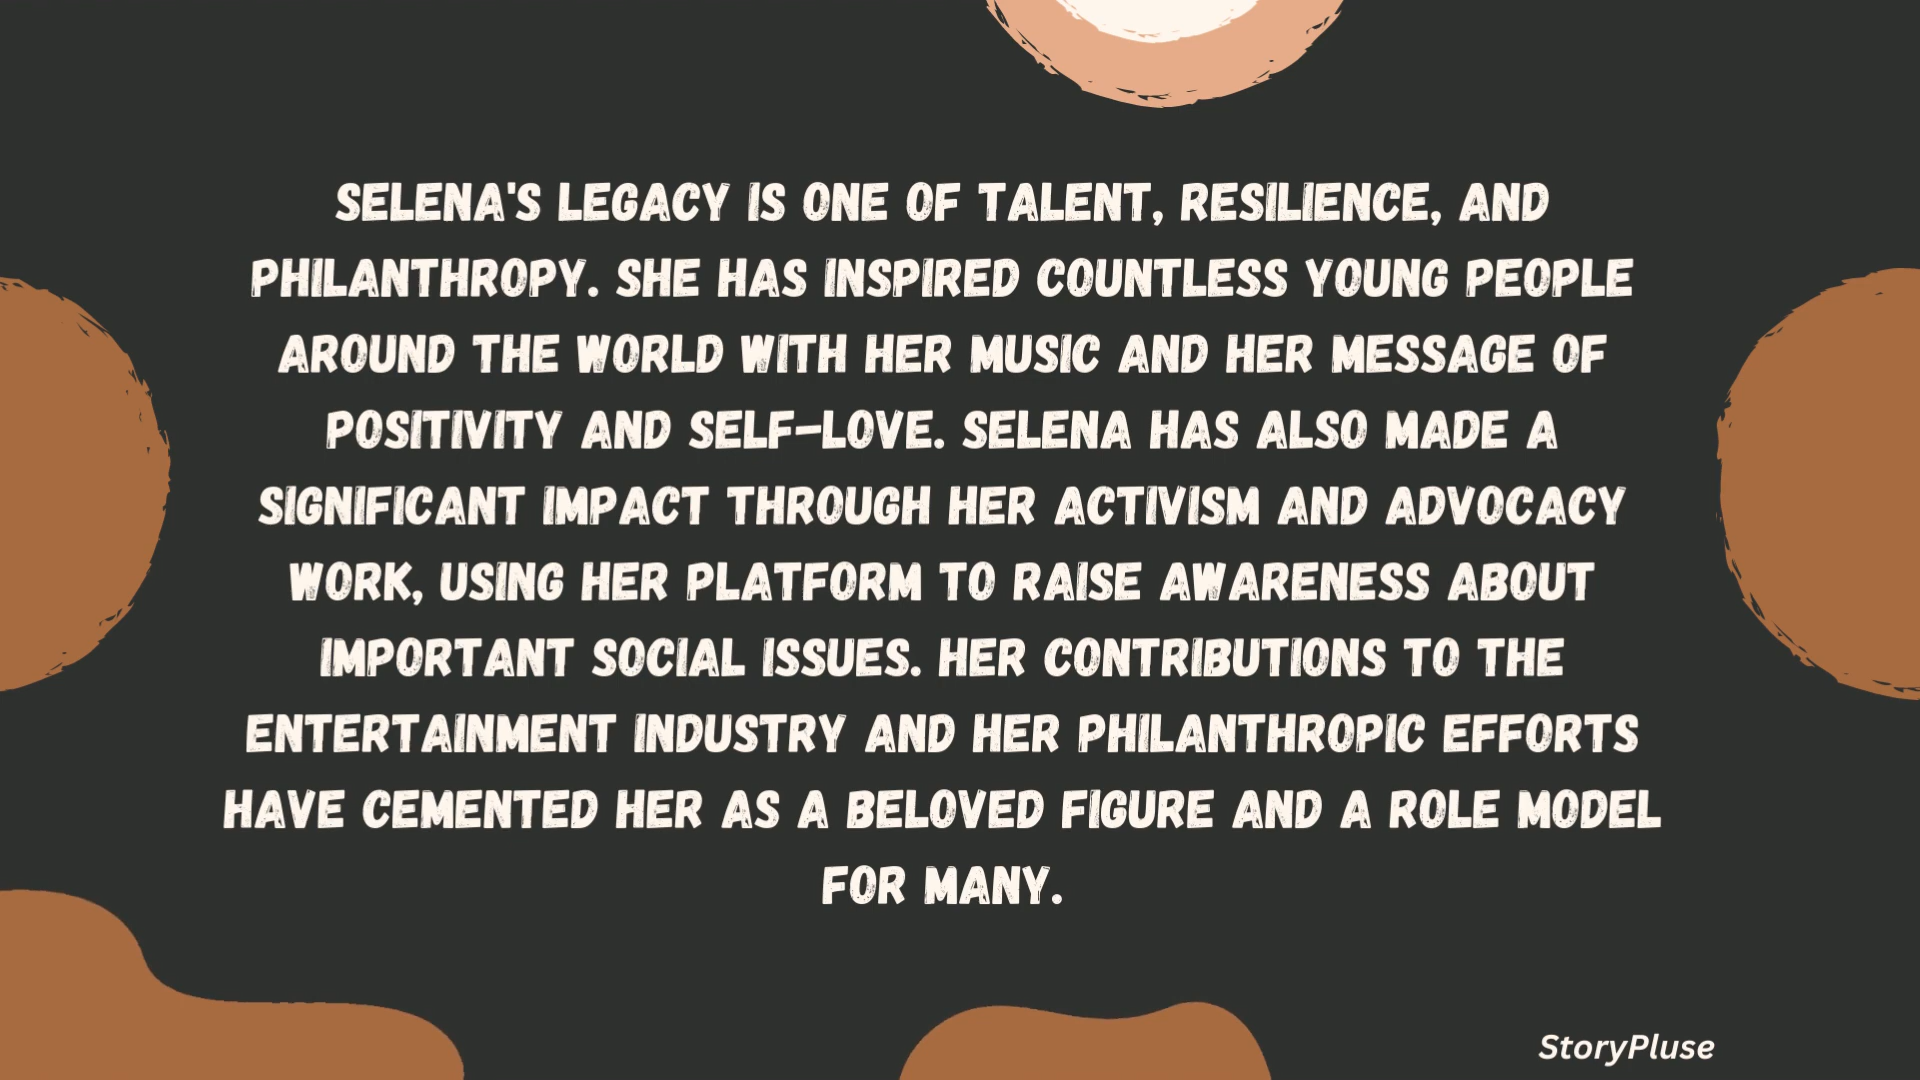 SELENA'S LEGACY IS ONE OF TALENT, RESILIENCE, AND
PHILANTHROPY. SHE HAS INSPIRED COUNTLESS YOUNG PEOPLE
AROUND THE WORLD WITH HER MUSIC AND HER MESSAGE OF
POSITIVITY AND SELF-LOVE. SELENA HAS ALSO MADE A
SIGNIFICANT IMPACT THROUGH HER ACTIVISM AND ADVOCACY
WORK, USING HER PLATFORM TO RAISE AWARENESS ABOUT
IMPORTANT SOCIAL ISSUES. HER CONTRIBUTIONS TO THE
ENTERTAINMENT INDUSTRY AND HER PHILANTHROPIC EFFORTS
HAVE CEMENTED HER AS A BELOVED FIGURE AND A ROLE MODEL
FOR MANY.
StoryPluse